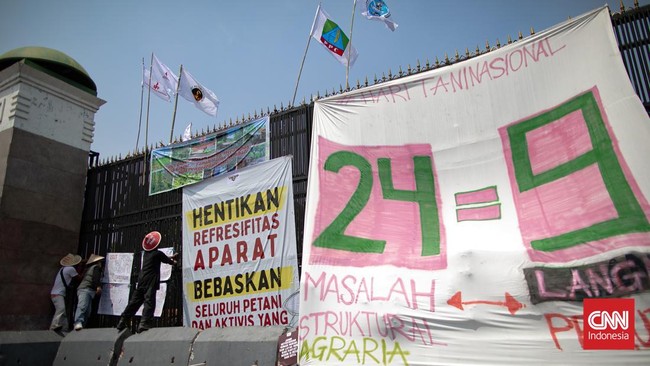 HENTIKAN
REFRESIFITAS
APARAT
BEBASKAN
SELURUH PETANI
DAN AKTIVIS YANG
HARI TANI NASIONAL
24 = 9
MASALAH
STRUKTURAL
AGRARIA
CNN
Indonesia